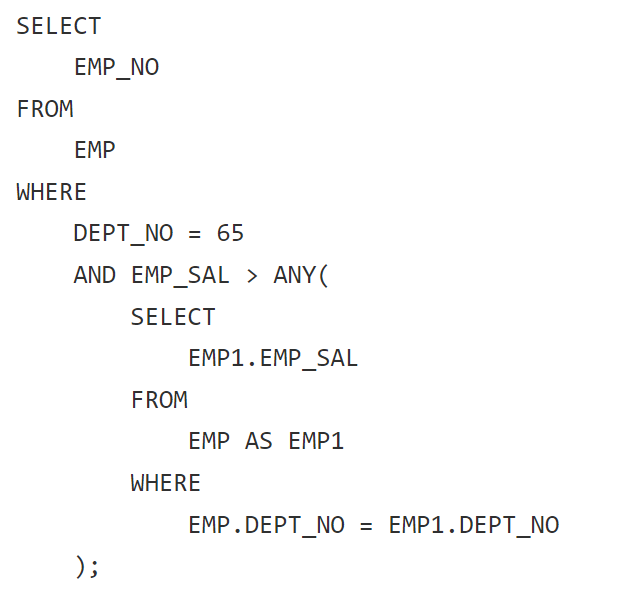 SELECT
EMP_NO
FROM
EMP
WHERE
DEPT_NO = 65
AND EMP_SAL > ANY(
SELECT
EMP1.EMP_SAL
FROM
EMP AS EMP1
WHERE
EMP.DEPT_NO = EMP1.DEPT_NO
);